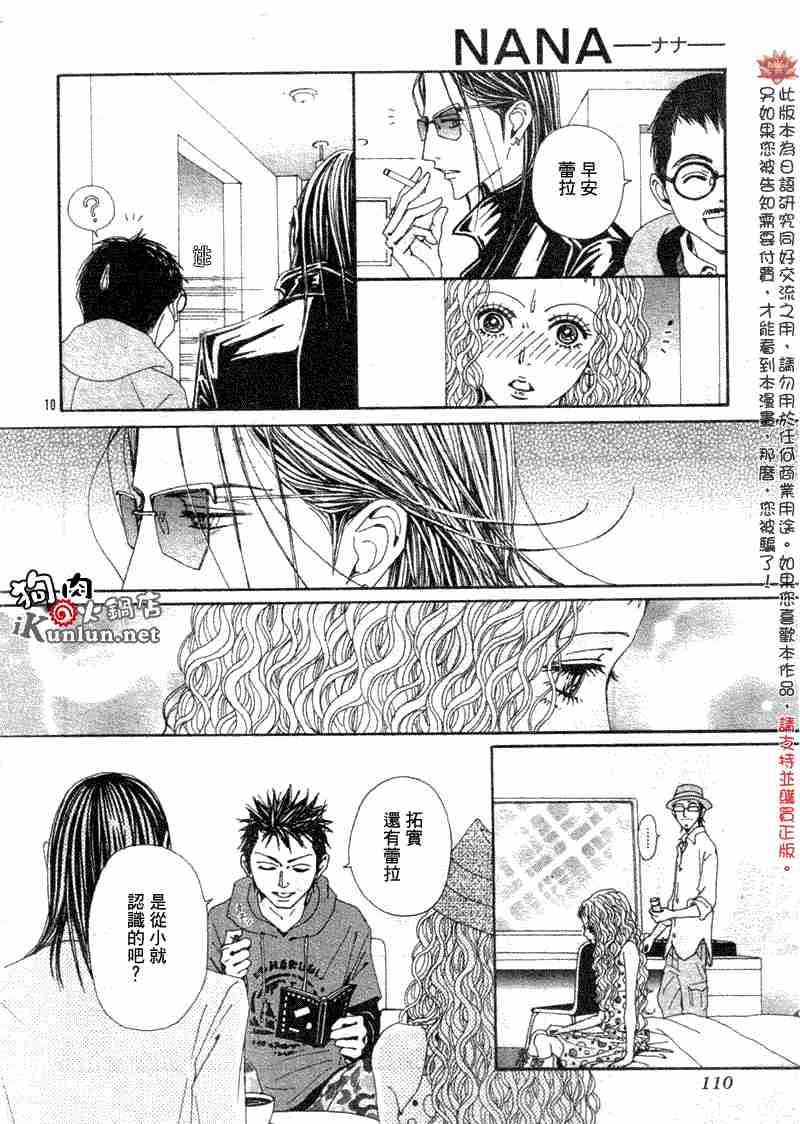 NANA——ナナ——
早安
蕾拉
?
逃
10
拓實
還有蕾拉
是從小就
認識的吧?
……
110
狗肉
火鍋店
iKunlun.net
此版本為日語研究同好交流之用，請勿用於任何商業用途。如果您喜歡本作品，請支持並購買正版。
另如果您被告知需要付費，才能看到本漫畫，那麼，您被騙了！